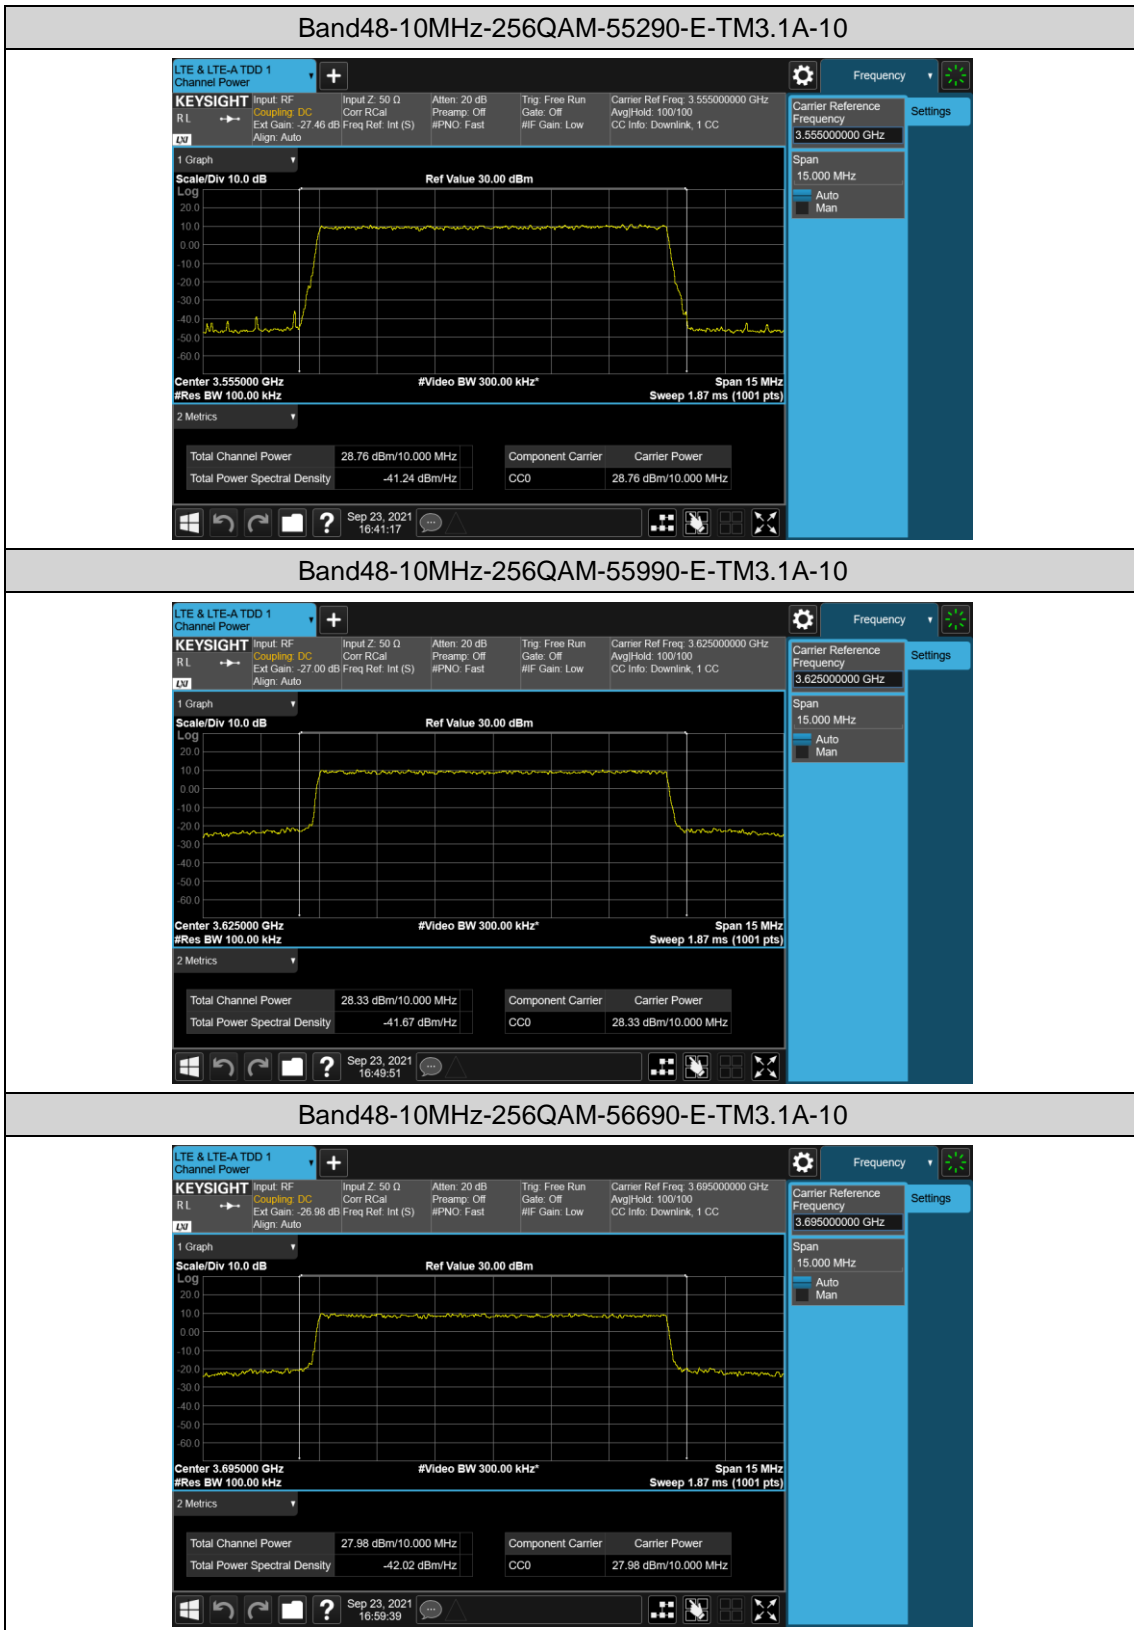 Band48-10MHz-256QAM-55290-E-TM3.1A-10
LTE & LTE-A TDD 1
Channel Power
Frequency
KEYSIGHT
R L
LXI
Input: RF
Coupling: DC
Ext Gain: -27.46 dB
Align: Auto
Input Z: 50 Ω
Corr RCal
Freq Ref: Int (S)
Atten: 20 dB
Preamp: Off
#PNO: Fast
Trig: Free Run
Gate: Off
#IF Gain: Low
Carrier Ref Freq: 3.555000000 GHz
Avg|Hold: 100/100
CC Info: Downlink, 1 CC
Carrier Reference
Frequency
3.555000000 GHz
Settings
Span
15.000 MHz
Auto
Man
1 Graph
Scale/Div 10.0 dB
Ref Value 30.00 dBm
Log
20.0
10.0
0.00
-10.0
-20.0
-30.0
-40.0
-50.0
-60.0
Center 3.555000 GHz
#Video BW 300.00 kHz*
Span 15 MHz
#Res BW 100.00 kHz
Sweep 1.87 ms (1001 pts)
2 Metrics
Total Channel Power 28.76 dBm/10.000 MHz
Total Power Spectral Density -41.24 dBm/Hz
Component Carrier Carrier Power
CC0 28.76 dBm/10.000 MHz
?
Sep 23, 2021
16:41:17
Band48-10MHz-256QAM-55990-E-TM3.1A-10
LTE & LTE-A TDD 1
Channel Power
Frequency
KEYSIGHT
R L
LXI
Input: RF
Coupling: DC
Ext Gain: -27.00 dB
Align: Auto
Input Z: 50 Ω
Corr RCal
Freq Ref: Int (S)
Atten: 20 dB
Preamp: Off
#PNO: Fast
Trig: Free Run
Gate: Off
#IF Gain: Low
Carrier Ref Freq: 3.625000000 GHz
Avg|Hold: 100/100
CC Info: Downlink, 1 CC
Carrier Reference
Frequency
3.625000000 GHz
Settings
Span
15.000 MHz
Auto
Man
1 Graph
Scale/Div 10.0 dB
Ref Value 30.00 dBm
Log
20.0
10.0
0.00
-10.0
-20.0
-30.0
-40.0
-50.0
-60.0
Center 3.625000 GHz
#Video BW 300.00 kHz*
Span 15 MHz
#Res BW 100.00 kHz
Sweep 1.87 ms (1001 pts)
2 Metrics
Total Channel Power 28.33 dBm/10.000 MHz
Total Power Spectral Density -41.67 dBm/Hz
Component Carrier Carrier Power
CC0 28.33 dBm/10.000 MHz
?
Sep 23, 2021
16:49:51
Band48-10MHz-256QAM-56690-E-TM3.1A-10
LTE & LTE-A TDD 1
Channel Power
Frequency
KEYSIGHT
R L
LXI
Input: RF
Coupling: DC
Ext Gain: -26.98 dB
Align: Auto
Input Z: 50 Ω
Corr RCal
Freq Ref: Int (S)
Atten: 20 dB
Preamp: Off
#PNO: Fast
Trig: Free Run
Gate: Off
#IF Gain: Low
Carrier Ref Freq: 3.695000000 GHz
Avg|Hold: 100/100
CC Info: Downlink, 1 CC
Carrier Reference
Frequency
3.695000000 GHz
Settings
Span
15.000 MHz
Auto
Man
1 Graph
Scale/Div 10.0 dB
Ref Value 30.00 dBm
Log
20.0
10.0
0.00
-10.0
-20.0
-30.0
-40.0
-50.0
-60.0
Center 3.695000 GHz
#Video BW 300.00 kHz*
Span 15 MHz
#Res BW 100.00 kHz
Sweep 1.87 ms (1001 pts)
2 Metrics
Total Channel Power 27.98 dBm/10.000 MHz
Total Power Spectral Density -42.02 dBm/Hz
Component Carrier Carrier Power
CC0 27.98 dBm/10.000 MHz
?
Sep 23, 2021
16:59:39